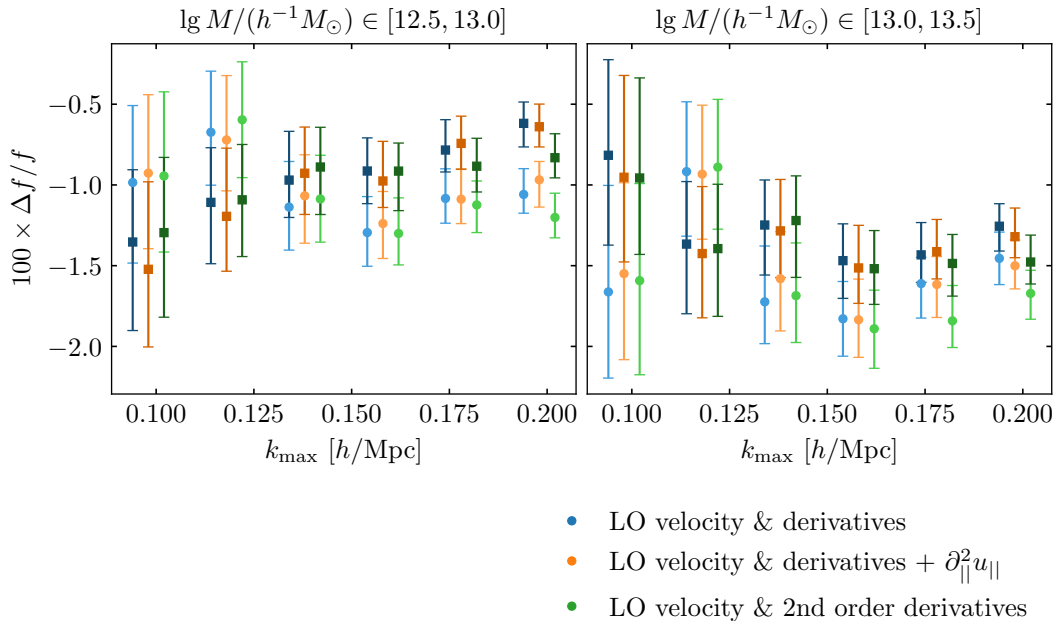 lg M/(h⁻¹M⊙) ∈ [12.5, 13.0]
lg M/(h⁻¹M⊙) ∈ [13.0, 13.5]
100 × Δf/f
−0.5
−1.0
−1.5
−2.0
0.100 0.125 0.150 0.175 0.200
0.100 0.125 0.150 0.175 0.200
k_max [h/Mpc]
k_max [h/Mpc]
LO velocity & derivatives
LO velocity & derivatives + ∂²_||u_||
LO velocity & 2nd order derivatives